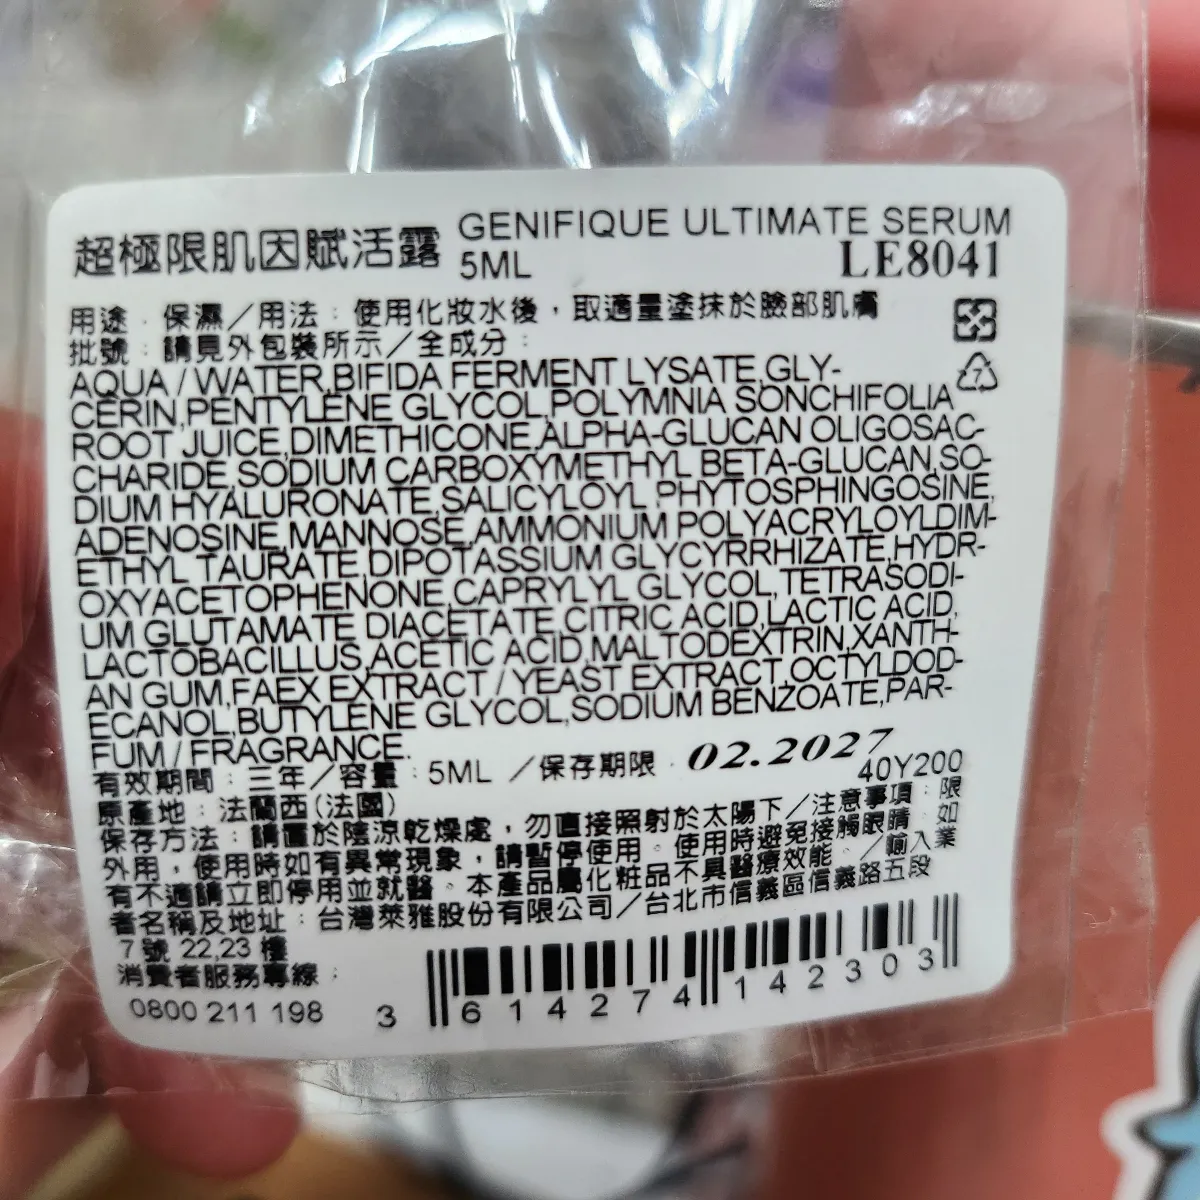 超極限肌因賦活露 GENIFIQUE ULTIMATE SERUM
5ML LE8041
用途：保濕／用法：使用化妝水後，取適量塗抹於臉部肌膚
批號：請見外包裝所示／全成分：
AQUA / WATER,BIFIDA FERMENT LYSATE,GLY-
CERIN,PENTYLENE GLYCOL,POLYMNIA SONCHIFOLIA
ROOT JUICE,DIMETHICONE,ALPHA-GLUCAN OLIGOSAC-
CHARIDE,SODIUM CARBOXYMETHYL BETA-GLUCAN,SO-
DIUM HYALURONATE,SALICYLOYL PHYTOSPHINGOSINE,
ADENOSINE,MANNOSE,AMMONIUM POLYACRYLOYLDIM-
ETHYL TAURATE,DIPOTASSIUM GLYCYRRHIZATE,HYDR-
OXYACETOPHENONE,CAPRYLYL GLYCOL,TETRASODI-
UM GLUTAMATE DIACETATE,CITRIC ACID,LACTIC ACID,
LACTOBACILLUS,ACETIC ACID,MALTODEXTRIN,XANTH-
AN GUM,FAEX EXTRACT / YEAST EXTRACT,OCTYLDOD-
ECANOL,BUTYLENE GLYCOL,SODIUM BENZOATE,PAR-
FUM / FRAGRANCE.
有效期間：三年／容量：5ML ／保存期限：02.2027
原產地：法蘭西(法國) 40Y200
保存方法：請置於陰涼乾燥處，勿直接照射於太陽下／注意事項：限
外用，使用時如有異常現象，請暫停使用。使用時避免接觸眼睛，如
有不適請立即停用並就醫。本產品屬化粧品不具醫療效能。／輸入業
者名稱及地址：台灣萊雅股份有限公司／台北市信義區信義路五段
7 號 22,23 樓
消費者服務專線：
0800 211 198
3 614274 142303
7